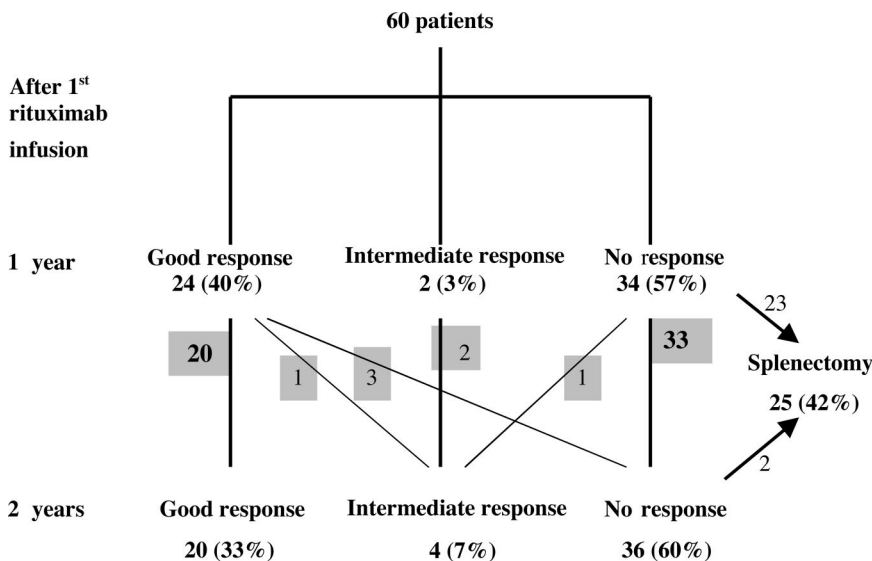 60 patients
After 1st
rituximab
infusion
1 year
Good response
24 (40%)
Intermediate response
2 (3%)
No response
34 (57%)
23
20
1
3
2
1
33
Splenectomy
25 (42%)
2
2 years
Good response
20 (33%)
Intermediate response
4 (7%)
No response
36 (60%)